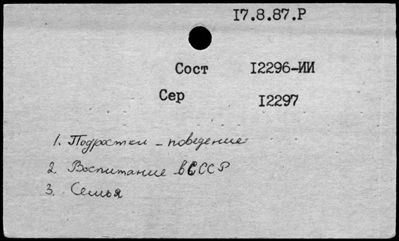 17.8.87.Р
Сост 12296-ИИ
Сер 12297
1. Подростки - поведение
2. Воспитание в СССР
3. Семья